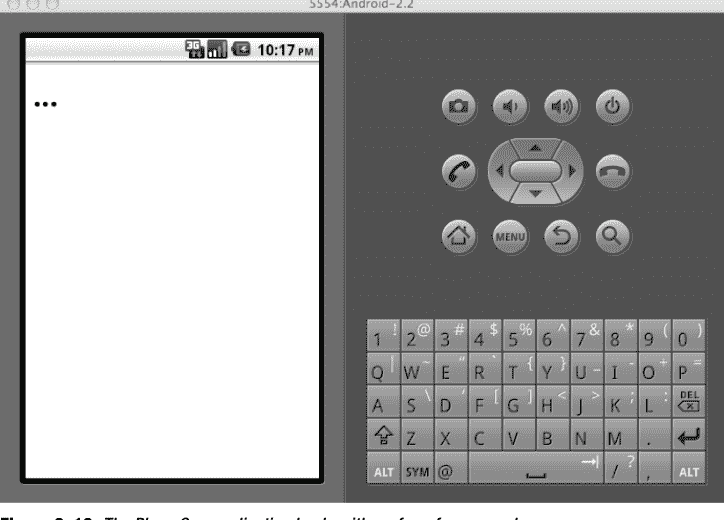 5554:Android-2.2
3G 10:17 PM
...
MENU
1 ! 2 @ 3 # 4 $ 5 % 6 ^ 7 & 8 * 9 ( 0 )
Q | W ~ E " R ` T { Y } U _ I - O + P =
A S \ D ' F [ G ] H < J > K ; L : DEL
Z X C V B N M .
ALT SYM @ / ? , ALT